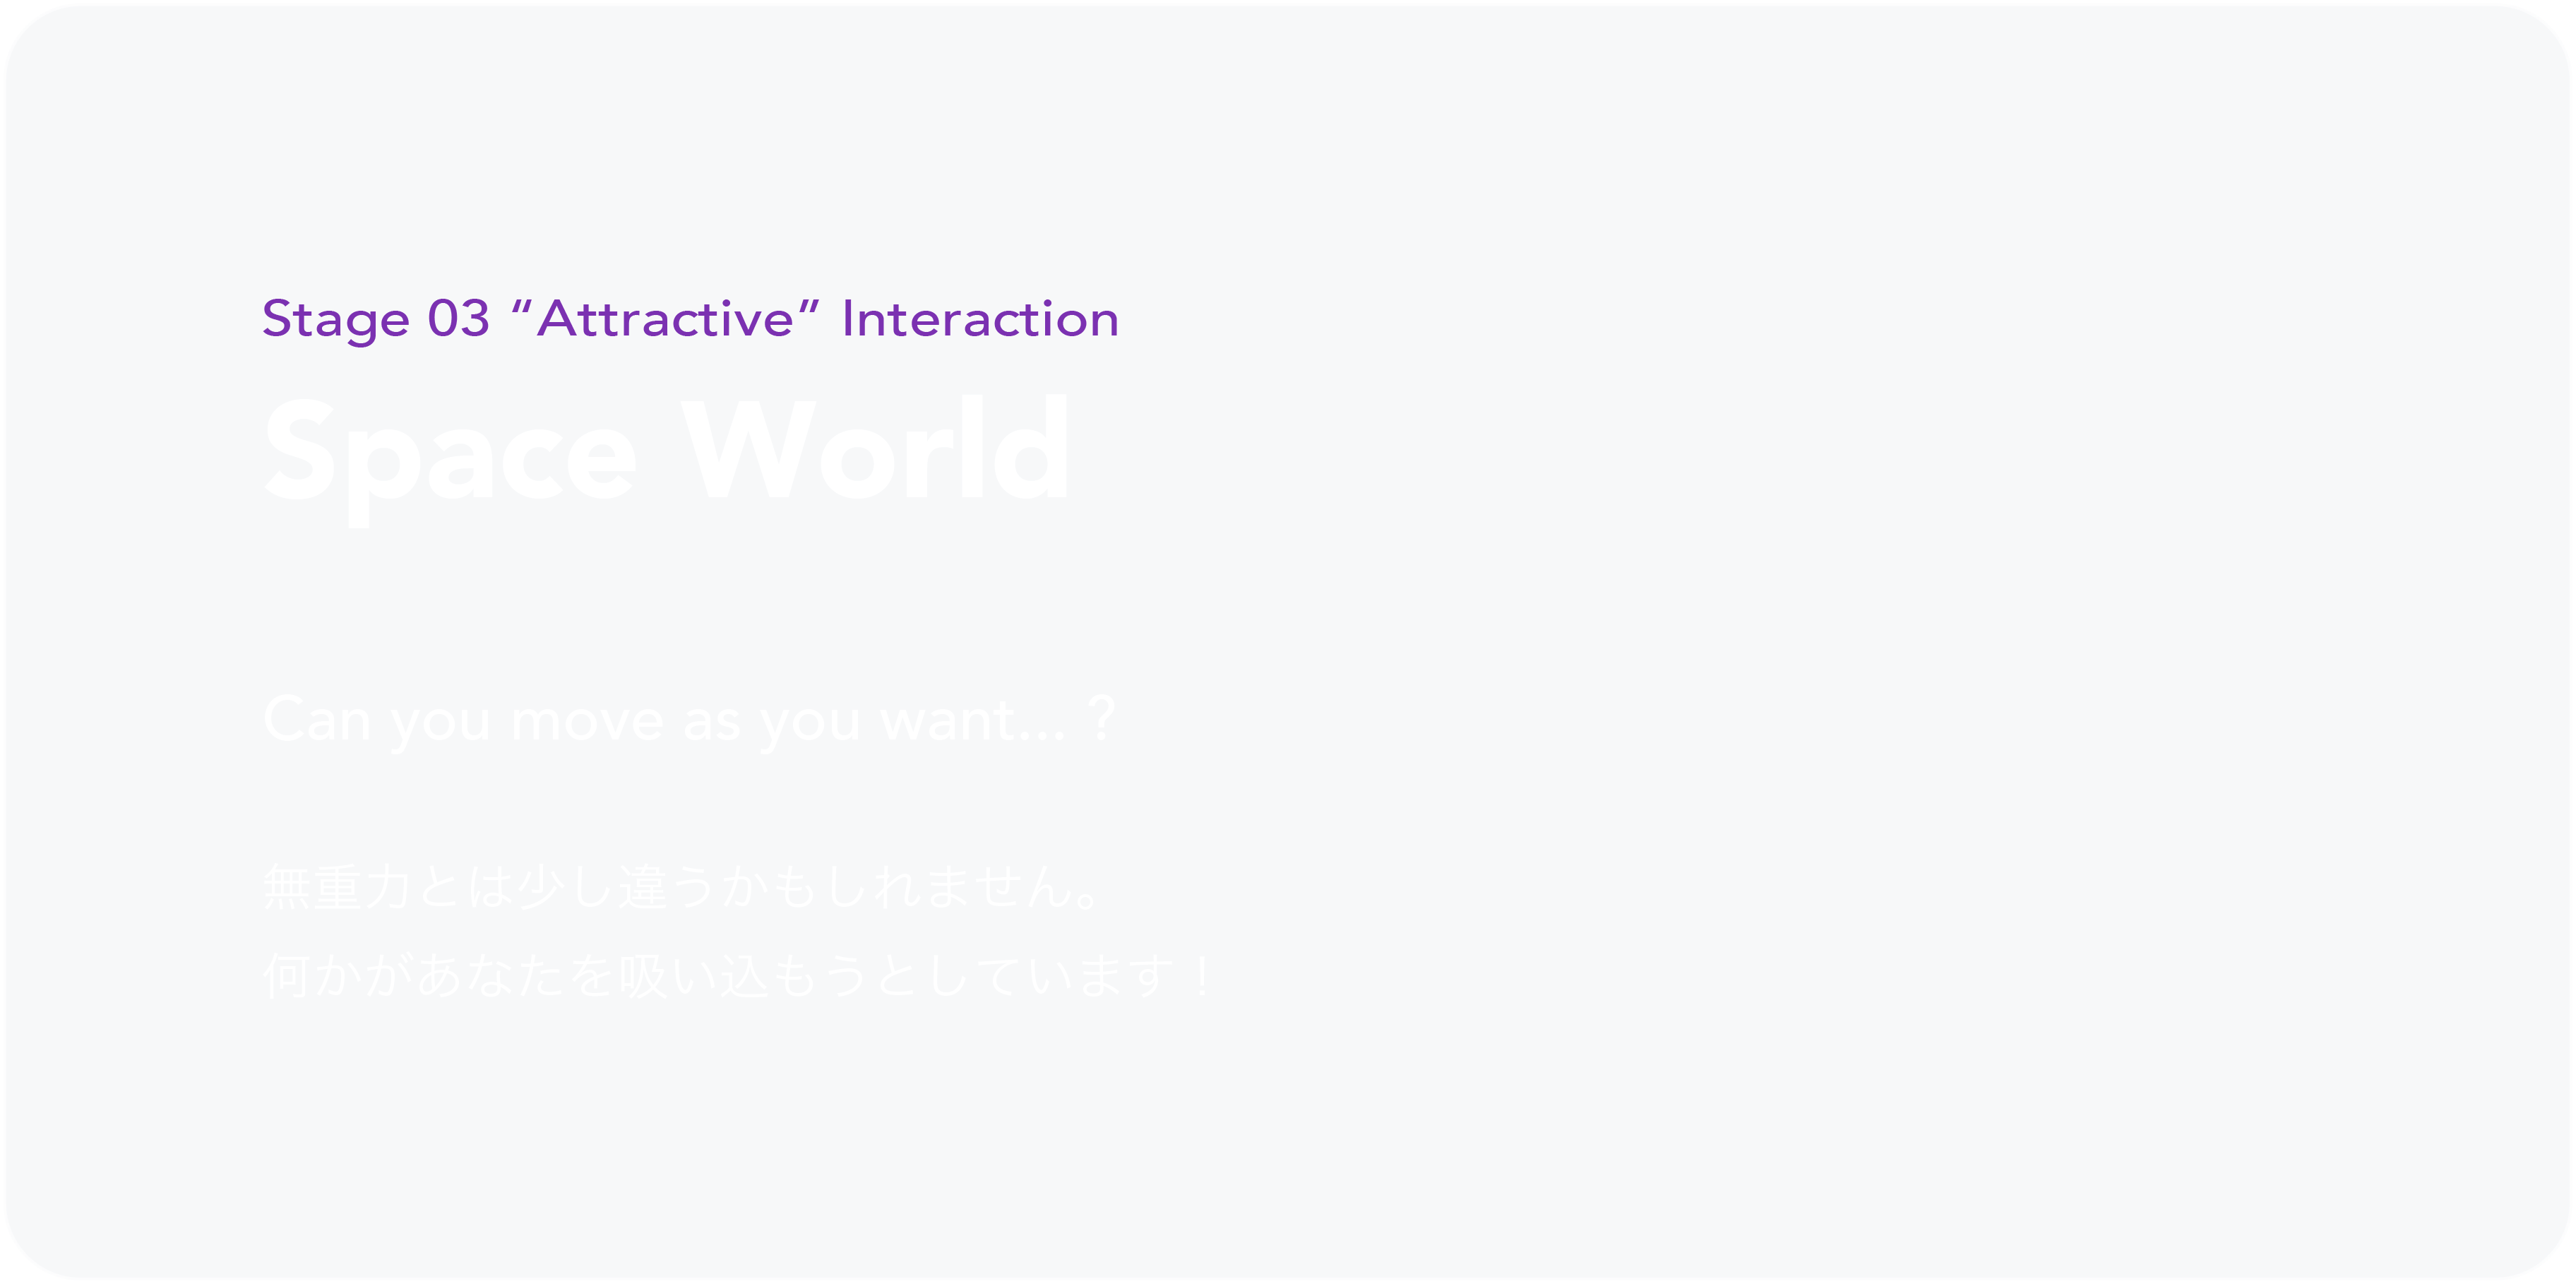 Stage 03 “Attractive” Interaction
Space World
Can you move as you want... ?
無重力とは少し違うかもしれません。
何かがあなたを吸い込もうとしています！